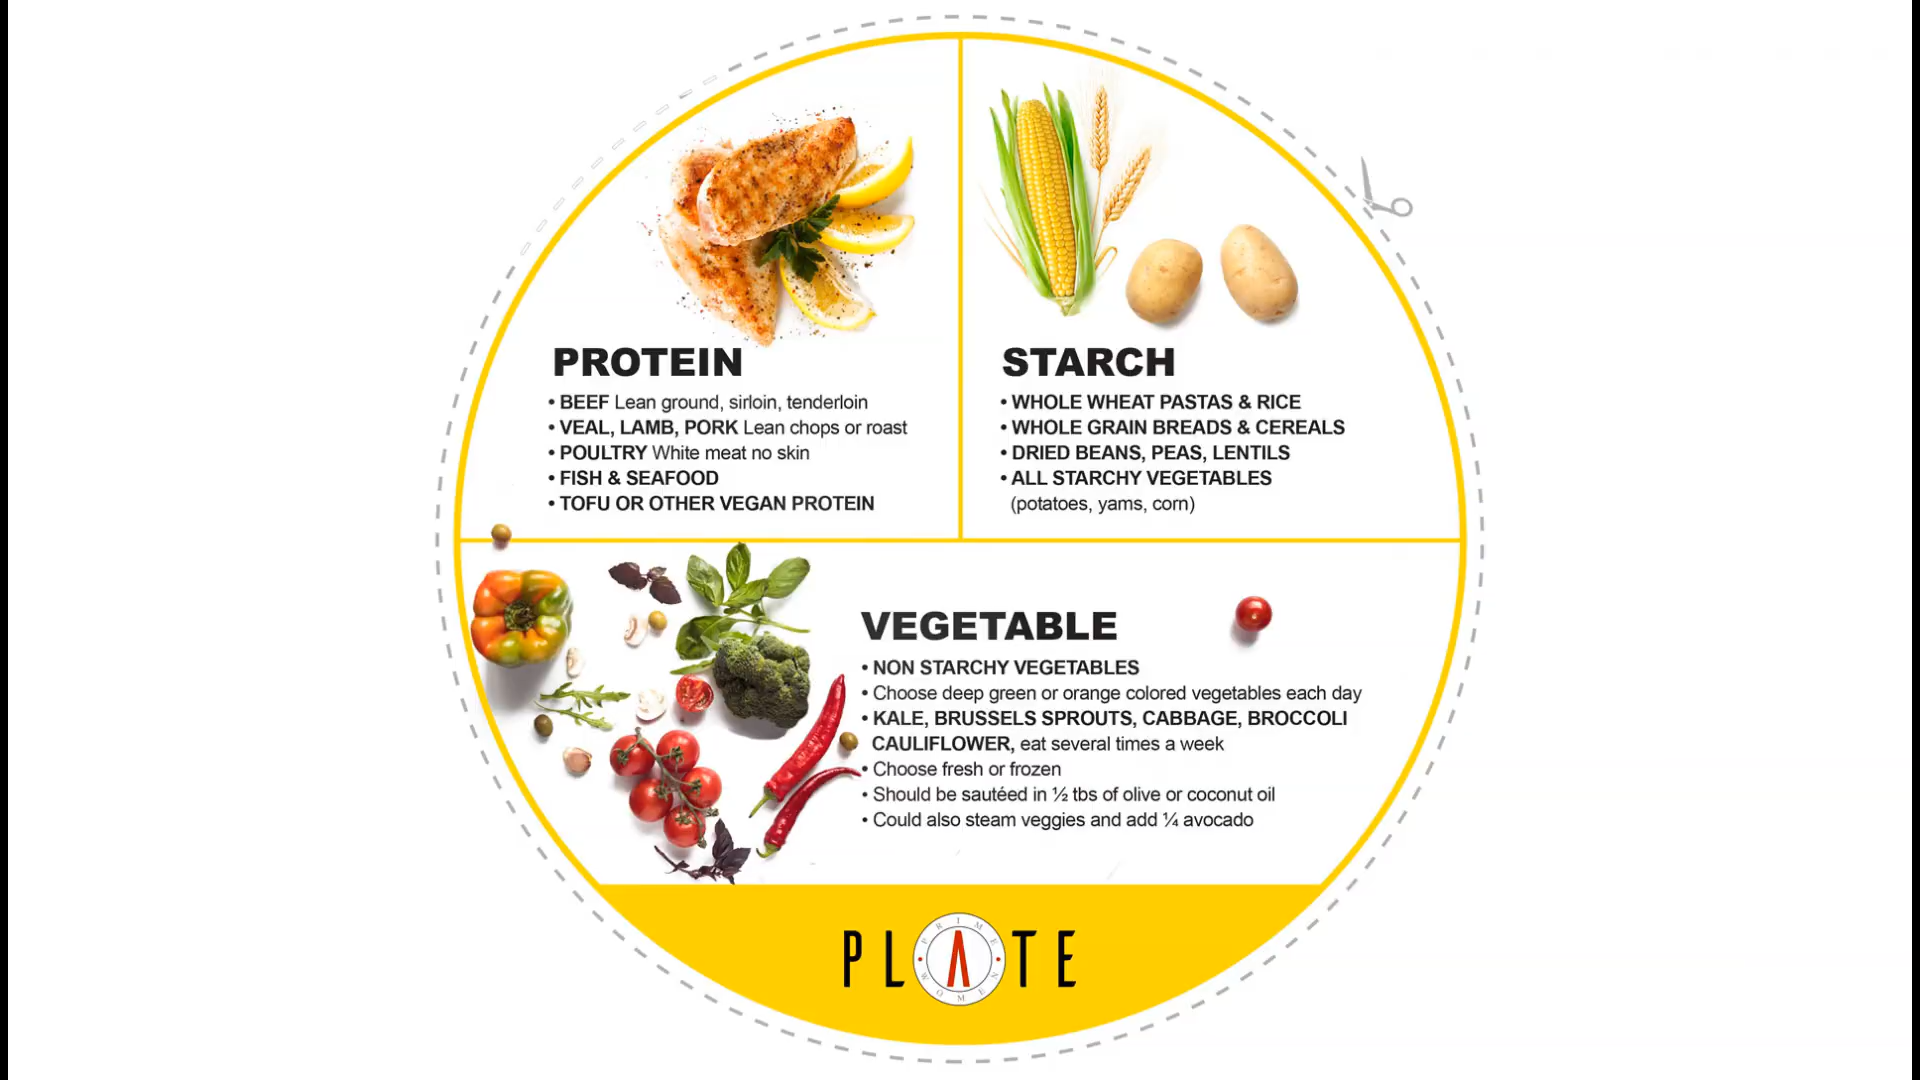 PROTEIN
• BEEF Lean ground, sirloin, tenderloin
• VEAL, LAMB, PORK Lean chops or roast
• POULTRY White meat no skin
• FISH & SEAFOOD
• TOFU OR OTHER VEGAN PROTEIN
STARCH
• WHOLE WHEAT PASTAS & RICE
• WHOLE GRAIN BREADS & CEREALS
• DRIED BEANS, PEAS, LENTILS
• ALL STARCHY VEGETABLES
(potatoes, yams, corn)
VEGETABLE
• NON STARCHY VEGETABLES
• Choose deep green or orange colored vegetables each day
• KALE, BRUSSELS SPROUTS, CABBAGE, BROCCOLI
CAULIFLOWER, eat several times a week
• Choose fresh or frozen
• Should be sautéed in ½ tbs of olive or coconut oil
• Could also steam veggies and add ¼ avocado
PLATE
PRIME WOMEN